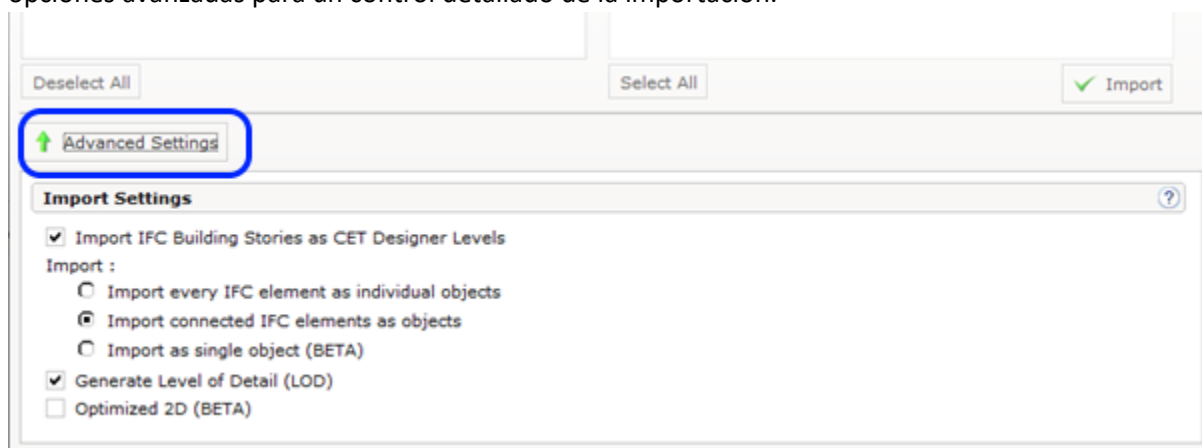 opciones avanzadas para un control detallado de la importación.
Deselect All
Select All
Import
Advanced Settings
Import Settings
?
Import IFC Building Stories as CET Designer Levels
Import :
Import every IFC element as individual objects
Import connected IFC elements as objects
Import as single object (BETA)
Generate Level of Detail (LOD)
Optimized 2D (BETA)